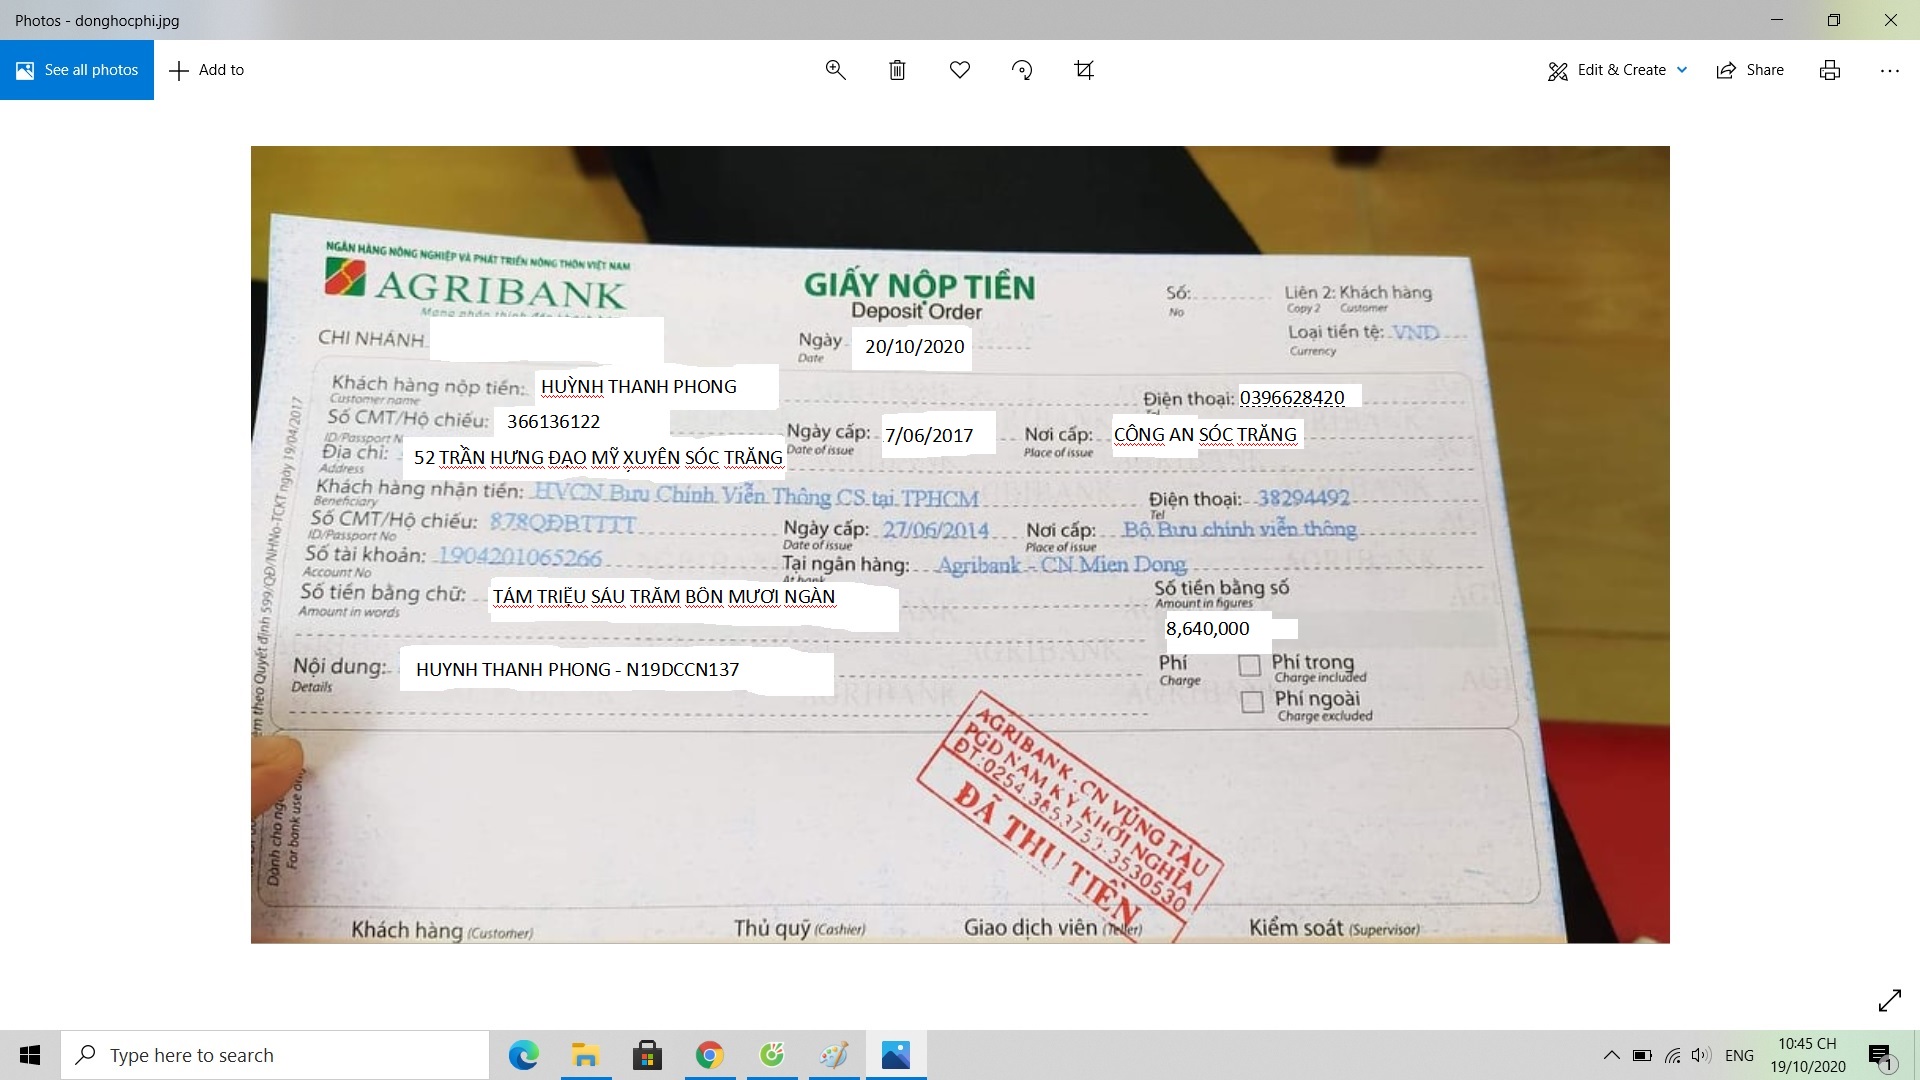 Photos - donghocphi.jpg
See all photos
Add to
Edit & Create
Share
NGÂN HÀNG NÔNG NGHIỆP VÀ PHÁT TRIỂN NÔNG THÔN VIỆT NAM
AGRIBANK
GIẤY NỘP TIỀN
Deposit Order
Số:
No
Liên 2: Khách hàng
Copy 2 Customer
CHI NHÁNH
Ngày
Date
20/10/2020
Loại tiền tệ: VND
Currency
Khách hàng nộp tiền: HUỲNH THANH PHONG
Customer name
Điện thoại: 0396628420
Số CMT/Hộ chiếu: 366136122
ID/Passport
Ngày cấp: 7/06/2017
Date of issue
Nơi cấp: CÔNG AN SÓC TRĂNG
Place of issue
Địa chỉ: 52 TRẦN HƯNG ĐẠO MỸ XUYÊN SÓC TRĂNG
Address
Khách hàng nhận tiền: HVCN Bưu Chính Viễn Thông CS tại TPHCM
Beneficiary
Điện thoại: 38294492
Tel
Số CMT/Hộ chiếu: 878QĐBTTTT
ID/Passport No
Ngày cấp: 27/06/2014
Date of issue
Nơi cấp: Bộ Bưu chính viễn thông
Place of issue
Số tài khoản: 1904201065266
Account No
Tại ngân hàng: Agribank - CN Mien Dong
At bank
Số tiền bằng chữ: TÁM TRIỆU SÁU TRĂM BỐN MƯƠI NGÀN
Amount in words
Số tiền bằng số
Amount in figures
8,640,000
Nội dung: HUYNH THANH PHONG - N19DCCN137
Details
Phí
Charge
Phí trong
Charge included
Phí ngoài
Charge excluded
theo Quyết định 599/QĐ/NHNo-TCKT ngày 19/04/2017
Dành cho
For bank use
AGRIBANK - CN VŨNG TÀU
PGD NAM KỲ KHỞI NGHĨA
ĐT:0254.3853759-3530530
ĐÃ THU TIỀN
Khách hàng (Customer)
Thủ quỹ (Cashier)
Giao dịch viên (Teller)
Kiểm soát (Supervisor)
Type here to search
ENG
10:45 CH
19/10/2020
1